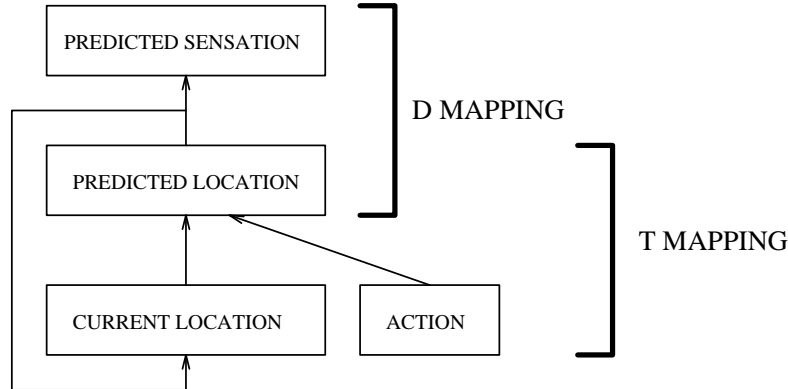 PREDICTED SENSATION
D MAPPING
PREDICTED LOCATION
T MAPPING
CURRENT LOCATION
ACTION